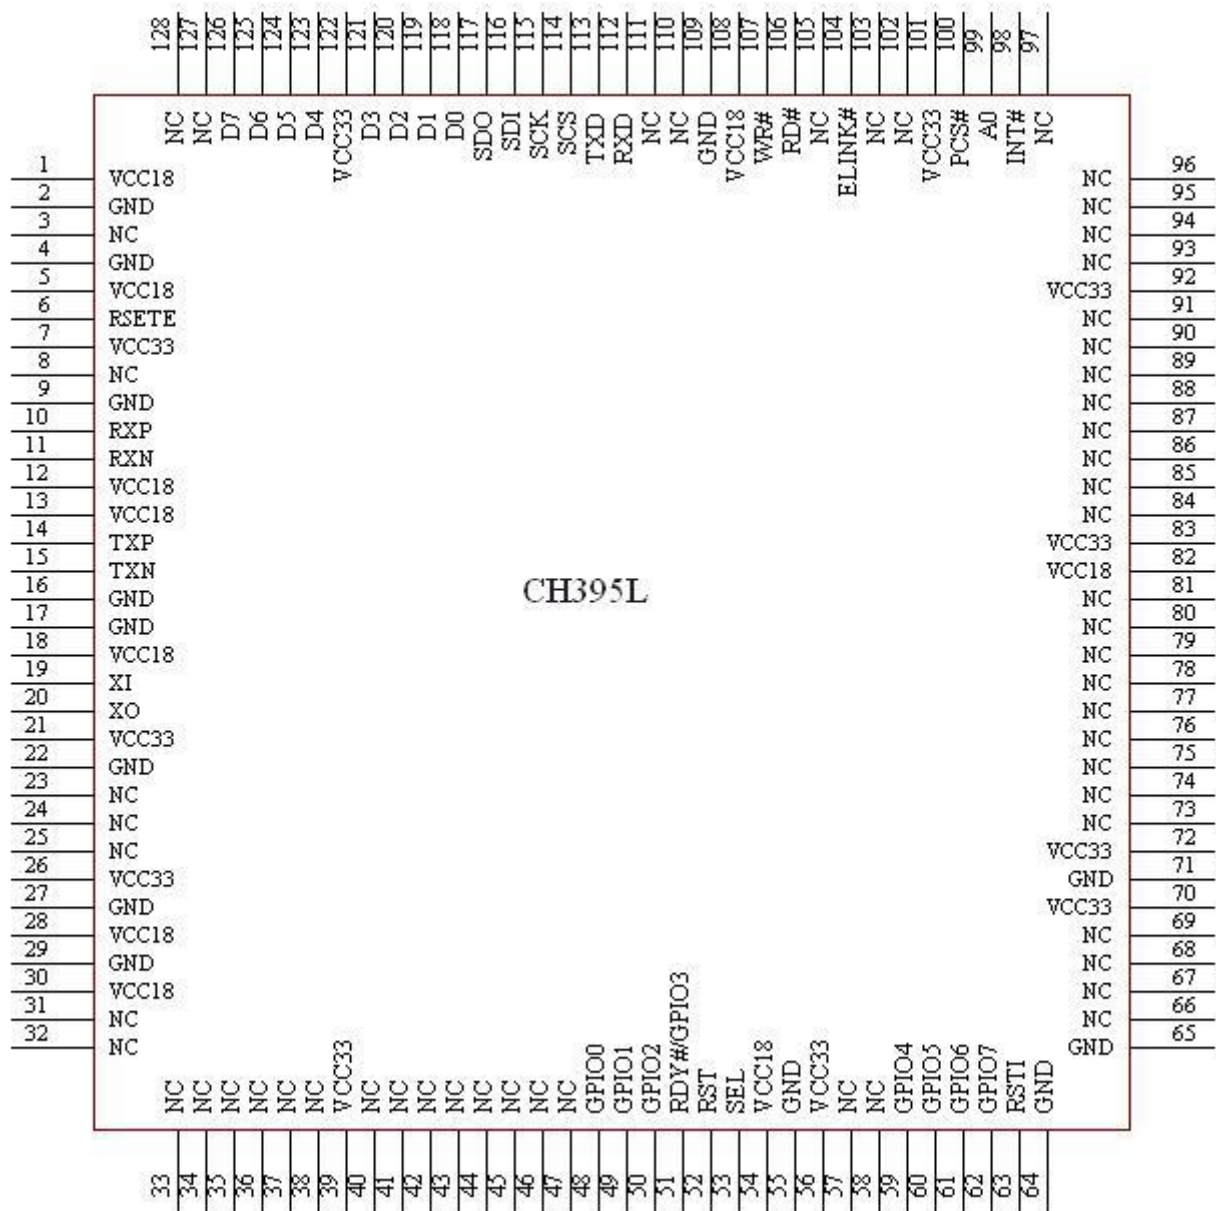 128 127 126 125 124 123 122 121 120 119 118 117 116 115 114 113 112 111 110 109 108 107 106 105 104 103 102 101 100 99 98 97
NC NC D7 D6 D5 D4 VCC33 D3 D2 D1 D0 SDO SDI SCK SCS TXD RXD NC NC GND VCC18 WR# RD# NC ELINK# NC NC VCC33 PCS# A0 INT# NC
1 VCC18 NC 96
2 GND NC 95
3 NC NC 94
4 GND NC 93
5 VCC18 VCC33 92
6 RSETE NC 91
7 VCC33 NC 90
8 NC NC 89
9 GND NC 88
10 RXP NC 87
11 RXN NC 86
12 VCC18 NC 85
13 VCC18 NC 84
14 TXP VCC33 83
15 TXN VCC18 82
CH395L
16 GND NC 81
17 GND NC 80
18 VCC18 NC 79
19 XI NC 78
20 XO NC 77
21 VCC33 NC 76
22 GND NC 75
23 NC NC 74
24 NC NC 73
25 NC VCC33 72
26 VCC33 GND 71
27 GND VCC33 70
28 VCC18 NC 69
29 GND NC 68
30 VCC18 NC 67
31 NC NC 66
32 NC GND 65
NC NC NC NC NC NC VCC33 NC NC NC NC NC NC NC NC GPIO0 GPIO1 GPIO2 RDY#/GPIO3 RST SEL VCC18 GND VCC33 NC NC GPIO4 GPIO5 GPIO6 GPIO7 RSTI GND
33 34 35 36 37 38 39 40 41 42 43 44 45 46 47 48 49 50 51 52 53 54 55 56 57 58 59 60 61 62 63 64